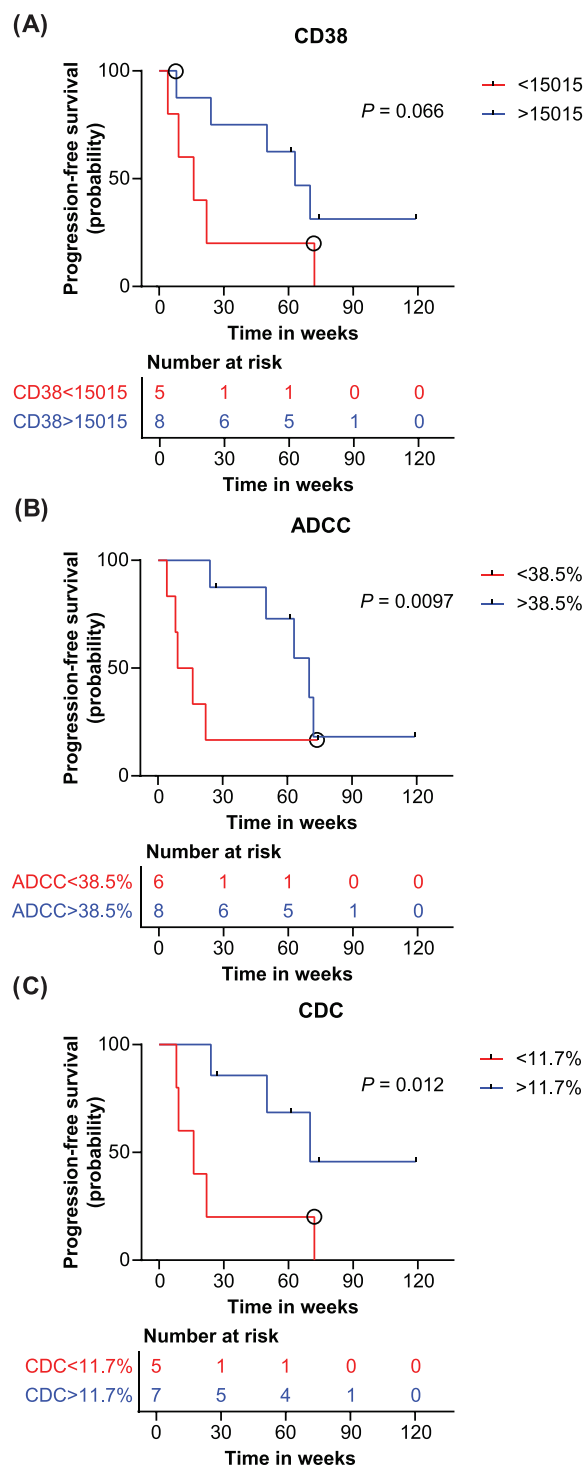 (A)
CD38
Progression-free survival
(probability)
100
50
0
P = 0.066
<15015
>15015
0 30 60 90 120
Time in weeks
Number at risk
CD38<15015 5 1 1 0 0
CD38>15015 8 6 5 1 0
0 30 60 90 120
Time in weeks
(B)
ADCC
Progression-free survival
(probability)
100
50
0
P = 0.0097
<38.5%
>38.5%
0 30 60 90 120
Time in weeks
Number at risk
ADCC<38.5% 6 1 1 0 0
ADCC>38.5% 8 6 5 1 0
0 30 60 90 120
Time in weeks
(C)
CDC
Progression-free survival
(probability)
100
50
0
P = 0.012
<11.7%
>11.7%
0 30 60 90 120
Time in weeks
Number at risk
CDC<11.7% 5 1 1 0 0
CDC>11.7% 7 5 4 1 0
0 30 60 90 120
Time in weeks